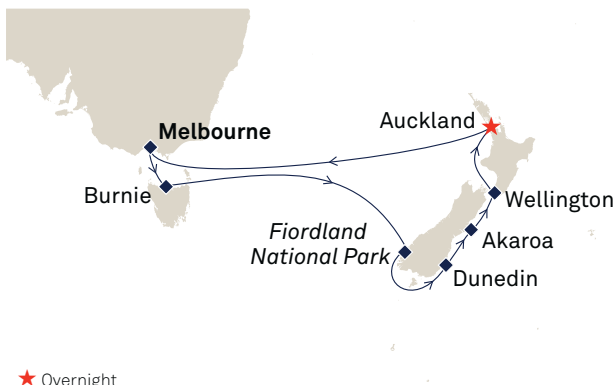 Auckland
Melbourne
Burnie
Wellington
Fiordland
National Park
Akaroa
Dunedin
Overnight